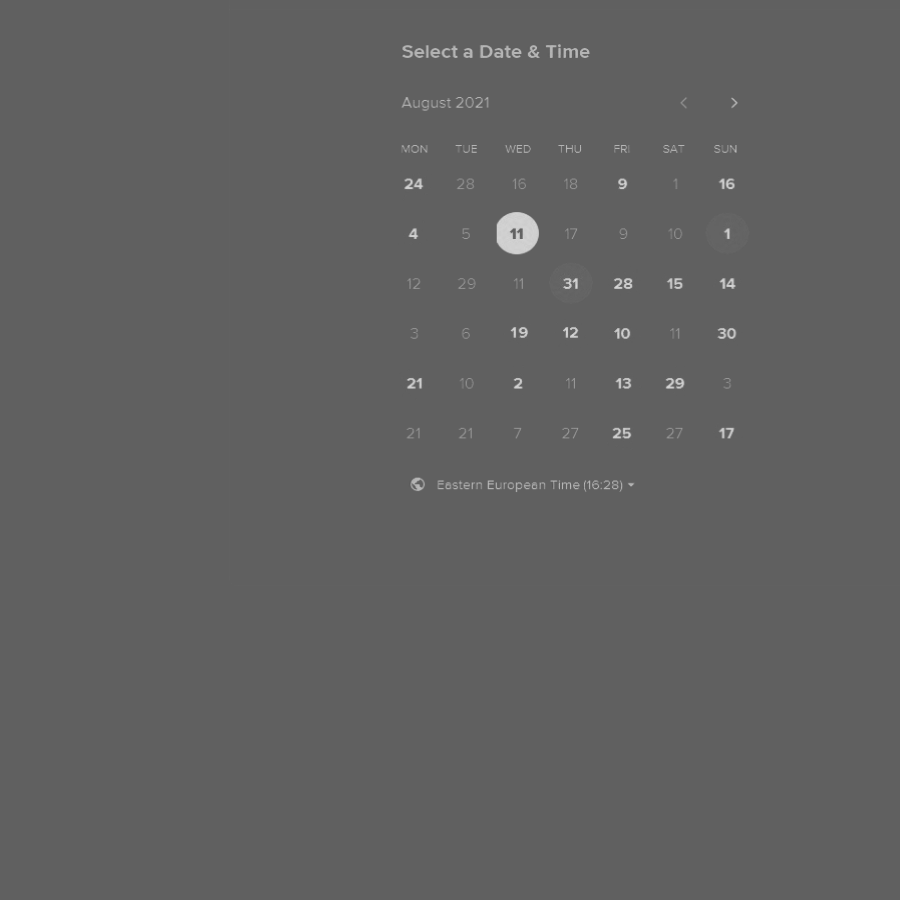 Select a Date & Time
August 2021
MON TUE WED THU FRI SAT SUN
24 28 16 18 9 1 16
4 5 11 17 9 10 1
12 29 11 31 28 15 14
3 6 19 12 10 11 30
21 10 2 11 13 29 3
21 21 7 27 25 27 17
Eastern European Time (16:28)